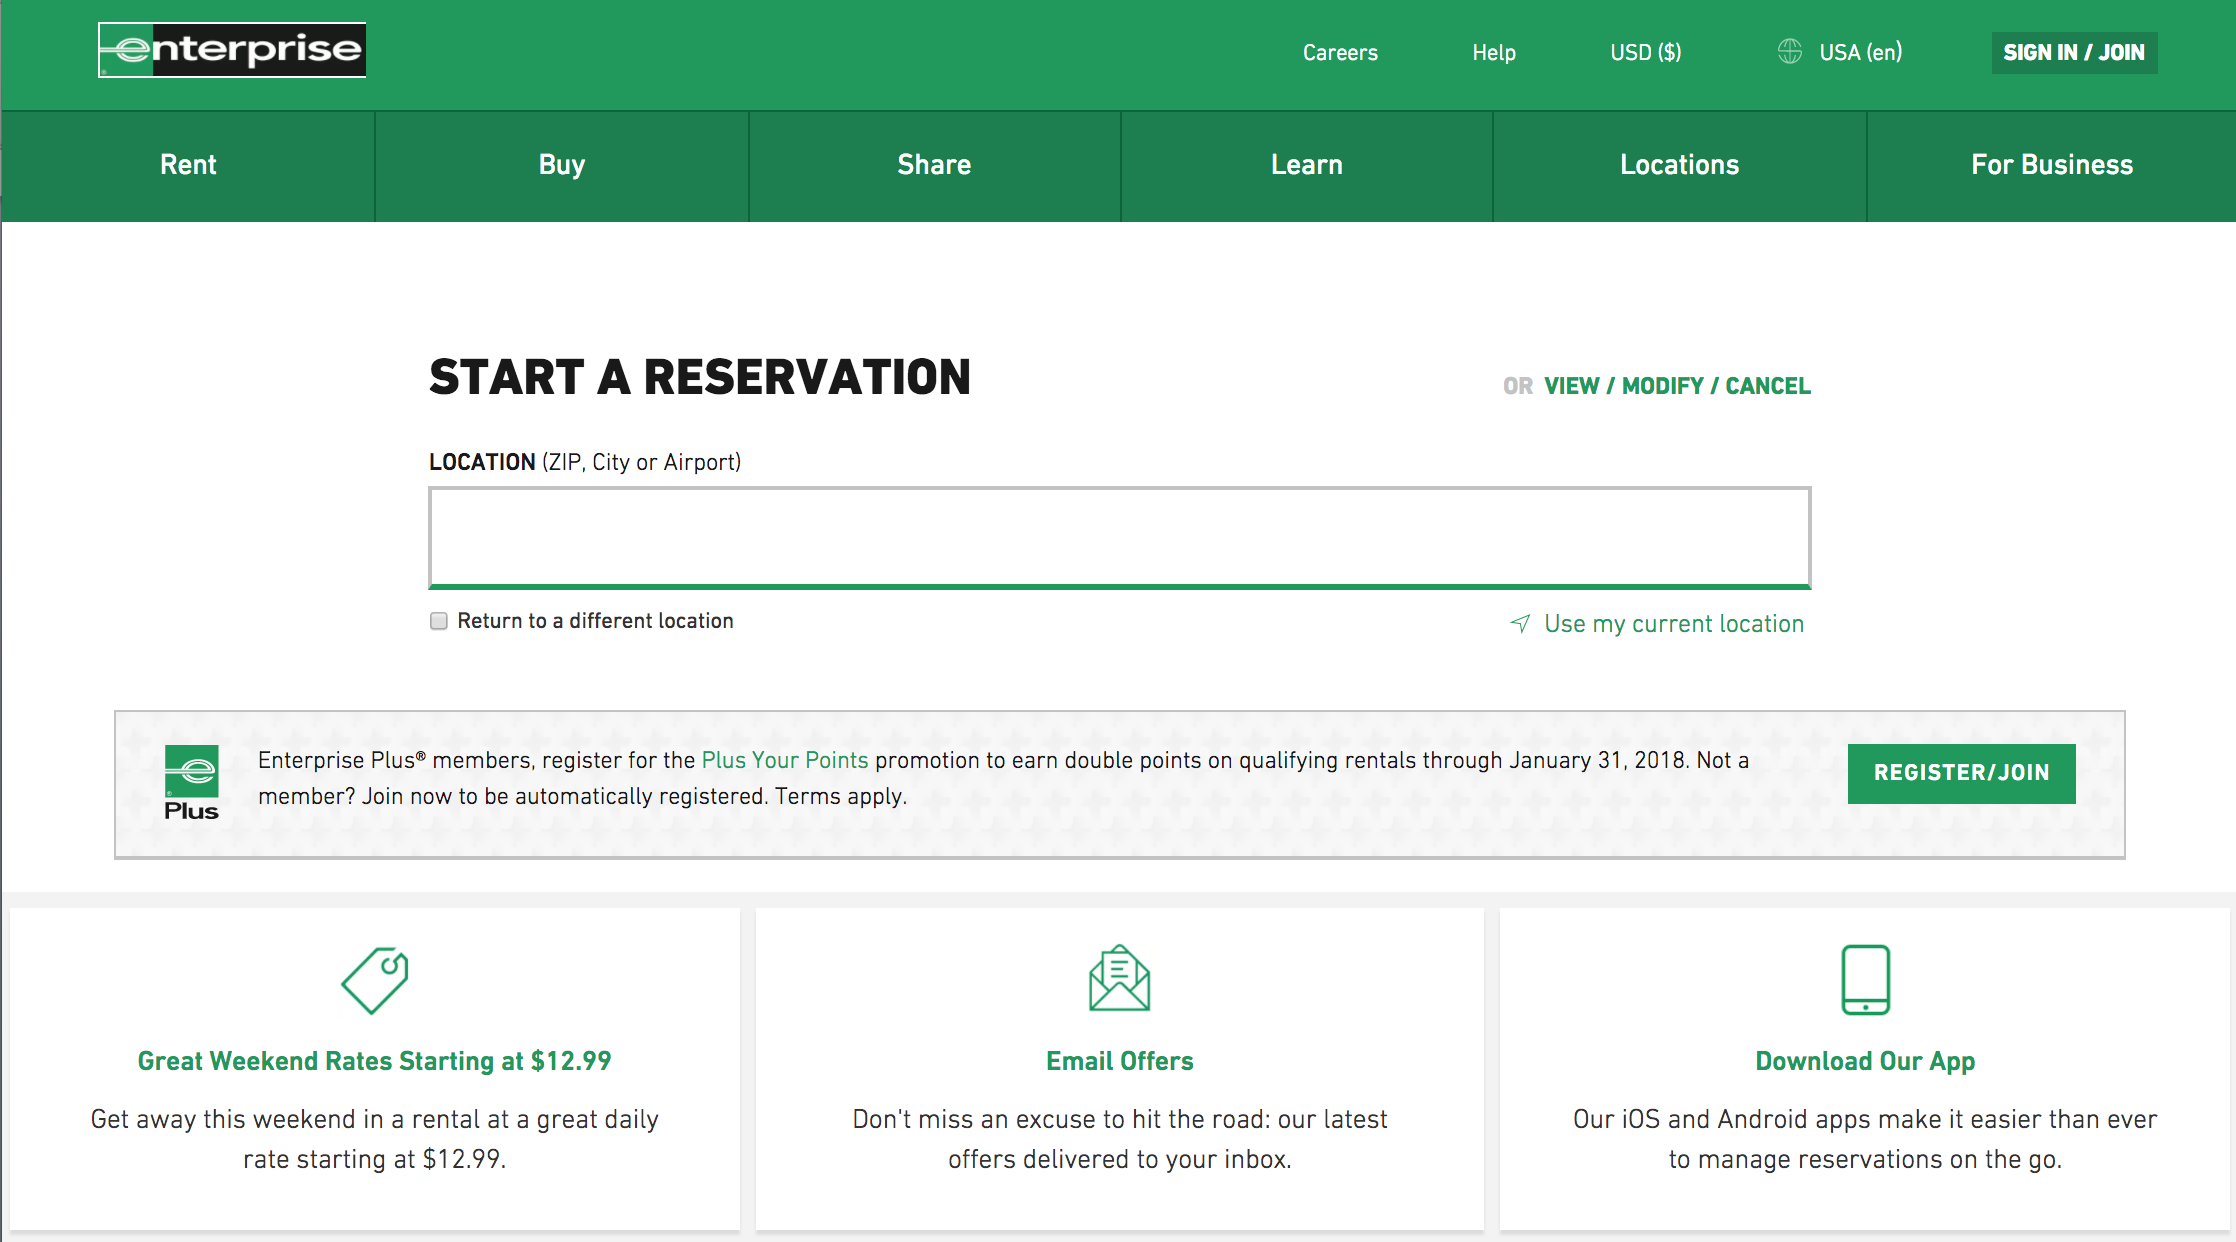 enterprise
Careers Help USD ($) USA (en) SIGN IN / JOIN
Rent Buy Share Learn Locations For Business
START A RESERVATION
OR VIEW / MODIFY / CANCEL
LOCATION (ZIP, City or Airport)
Return to a different location
Use my current location
e Plus
Enterprise Plus® members, register for the Plus Your Points promotion to earn double points on qualifying rentals through January 31, 2018. Not a
member? Join now to be automatically registered. Terms apply.
REGISTER/JOIN
Great Weekend Rates Starting at $12.99
Get away this weekend in a rental at a great daily
rate starting at $12.99.
Email Offers
Don't miss an excuse to hit the road: our latest
offers delivered to your inbox.
Download Our App
Our iOS and Android apps make it easier than ever
to manage reservations on the go.